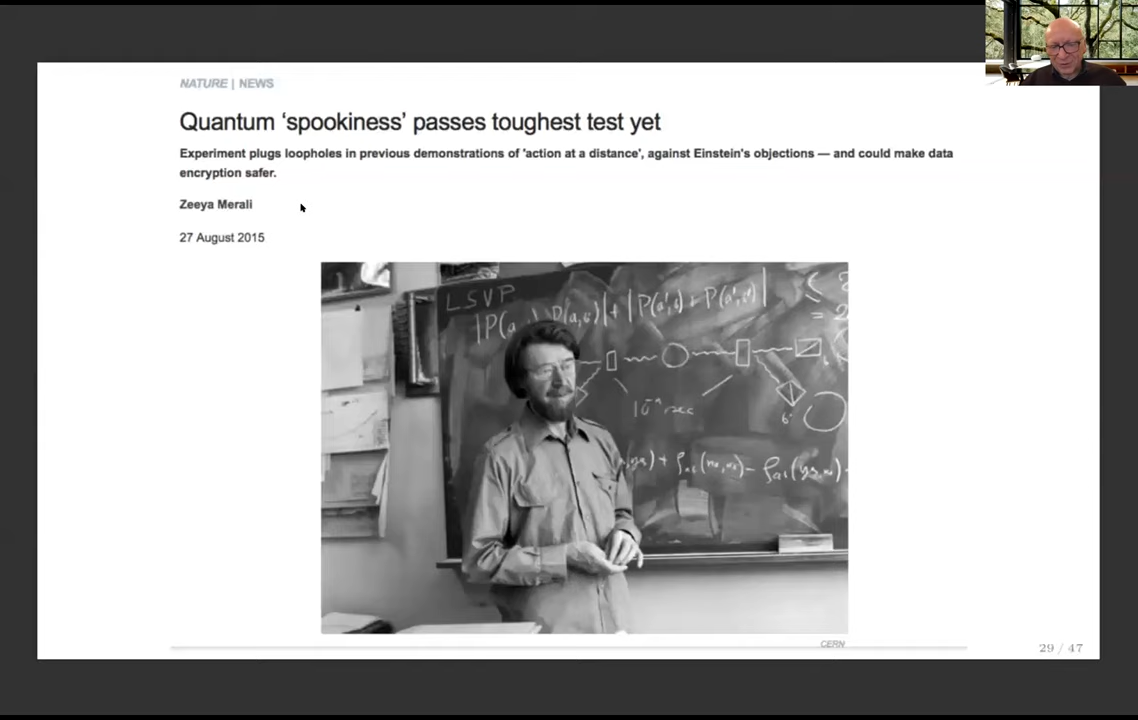 NATURE | NEWS
Quantum ‘spookiness’ passes toughest test yet
Experiment plugs loopholes in previous demonstrations of 'action at a distance', against Einstein's objections — and could make data
encryption safer.
Zeeya Merali
27 August 2015
LSVP
CERN
29 / 47